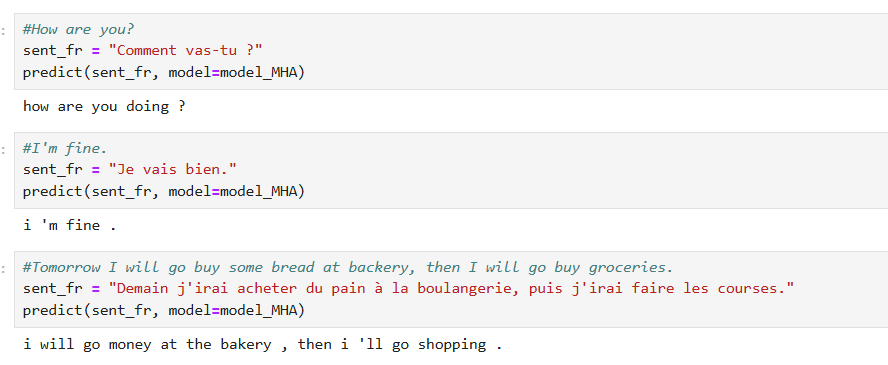 : #How are you?
sent_fr = "Comment vas-tu ?"
predict(sent_fr, model=model_MHA)
how are you doing ?
: #I'm fine.
sent_fr = "Je vais bien."
predict(sent_fr, model=model_MHA)
i 'm fine .
: #Tomorrow I will go buy some bread at backery, then I will go buy groceries.
sent_fr = "Demain j'irai acheter du pain à la boulangerie, puis j'irai faire les courses."
predict(sent_fr, model=model_MHA)
i will go money at the bakery , then i 'll go shopping .